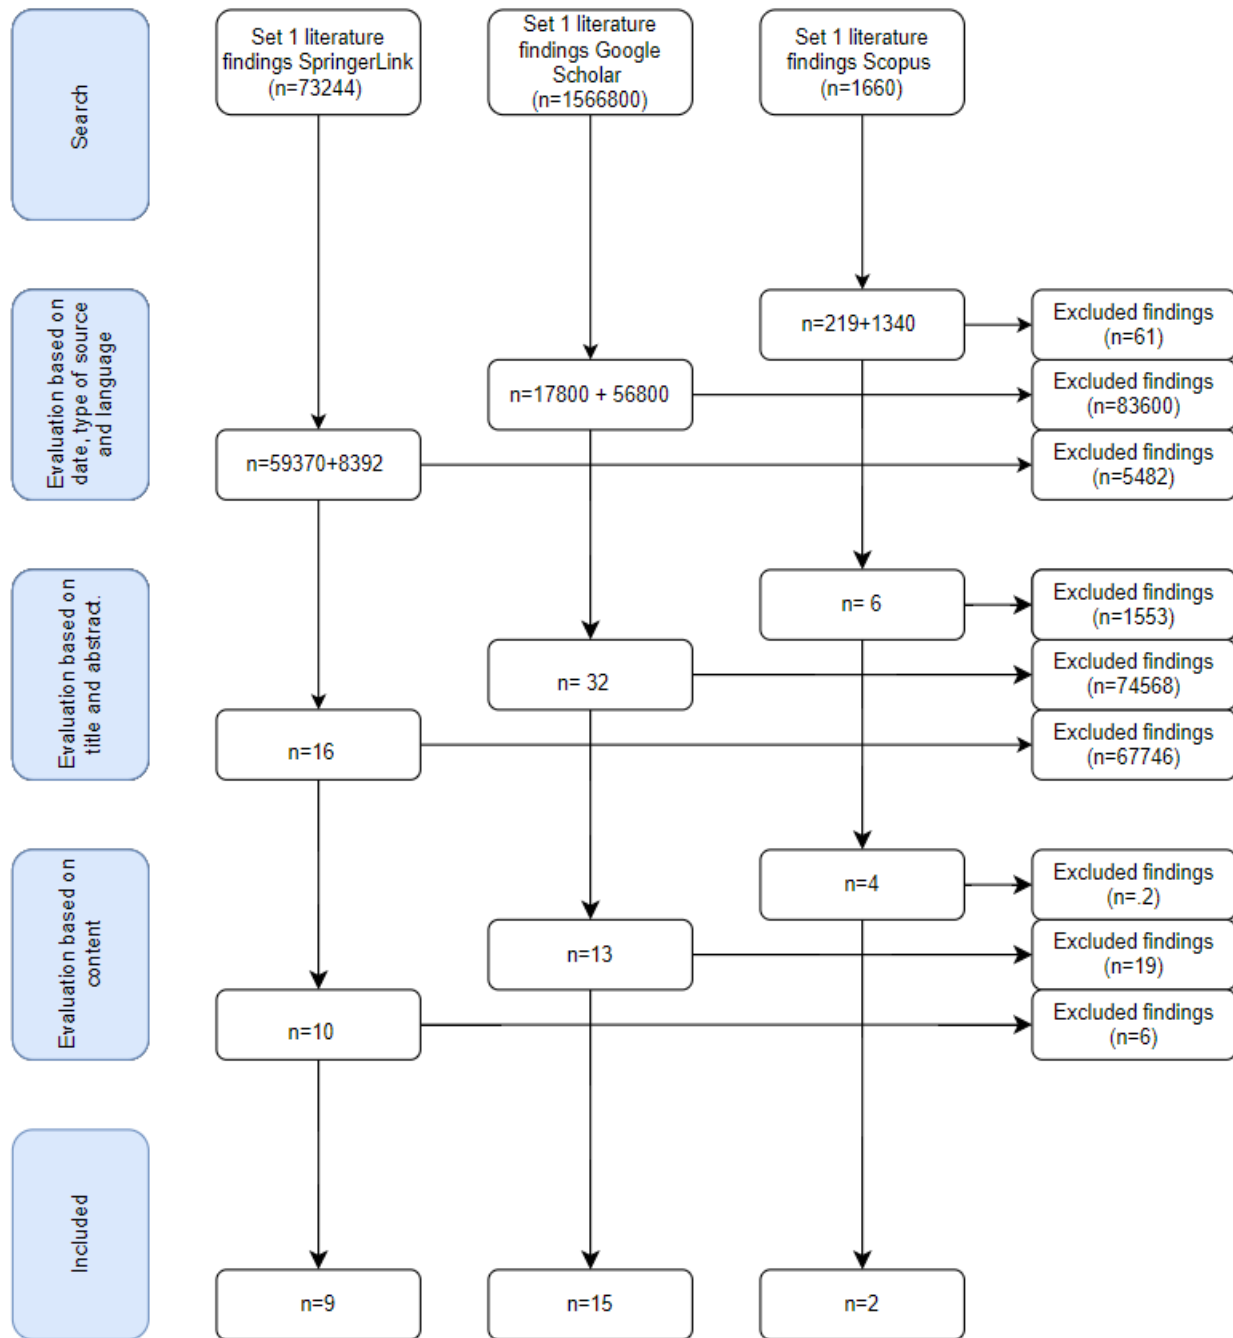 Search
Set 1 literature
findings SpringerLink
(n=73244)
Set 1 literature
findings Google
Scholar
(n=1566800)
Set 1 literature
findings Scopus
(n=1660)
Evaluation based on
date, type of source
and language
n=219+1340
Excluded findings
(n=61)
n=17800 + 56800
Excluded findings
(n=83600)
n=59370+8392
Excluded findings
(n=5482)
Evaluation based on
title and abstract.
n= 6
Excluded findings
(n=1553)
n= 32
Excluded findings
(n=74568)
n=16
Excluded findings
(n=67746)
Evaluation based on
content
n=4
Excluded findings
(n=.2)
n=13
Excluded findings
(n=19)
n=10
Excluded findings
(n=6)
Included
n=9
n=15
n=2